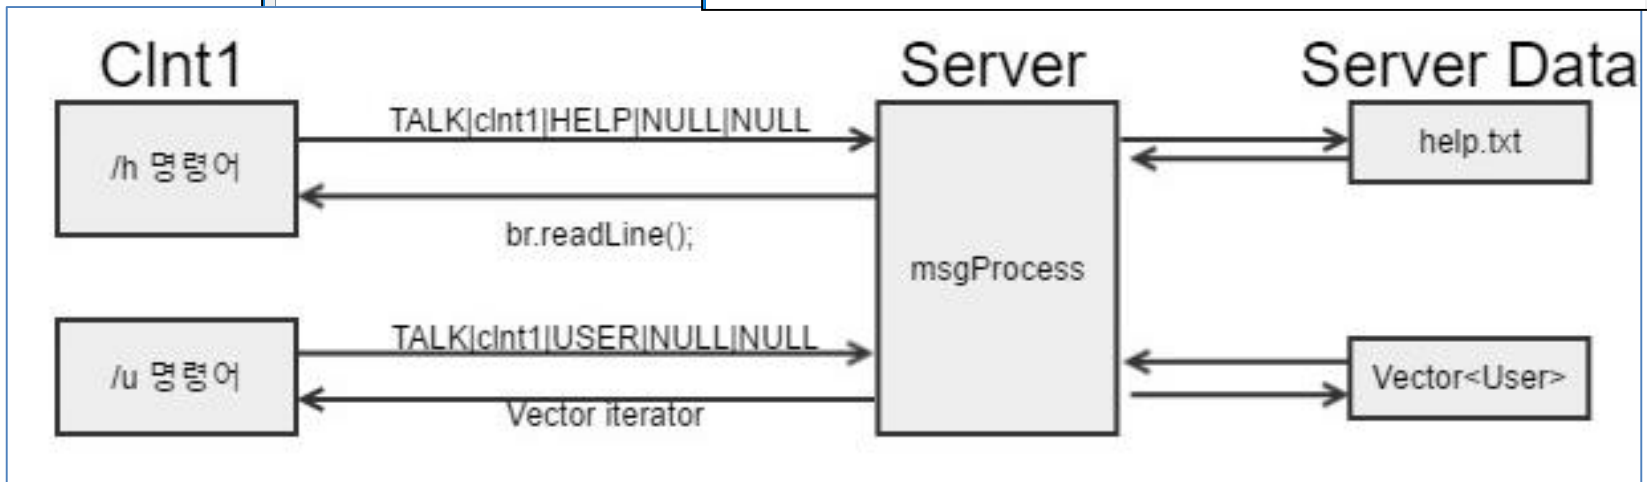 Clnt1
Server
Server Data
TALK|clnt1|HELP|NULL|NULL
/h 명령어
help.txt
br.readLine();
msgProcess
TALK|clnt1|USER|NULL|NULL
/u 명령어
Vector<User>
Vector iterator